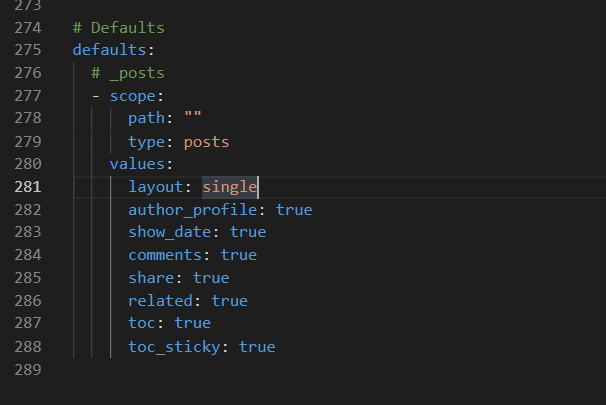 273
274 # Defaults
275 defaults:
276   # _posts
277   - scope:
278       path: ""
279       type: posts
280     values:
281       layout: single
282       author_profile: true
283       show_date: true
284       comments: true
285       share: true
286       related: true
287       toc: true
288       toc_sticky: true
289